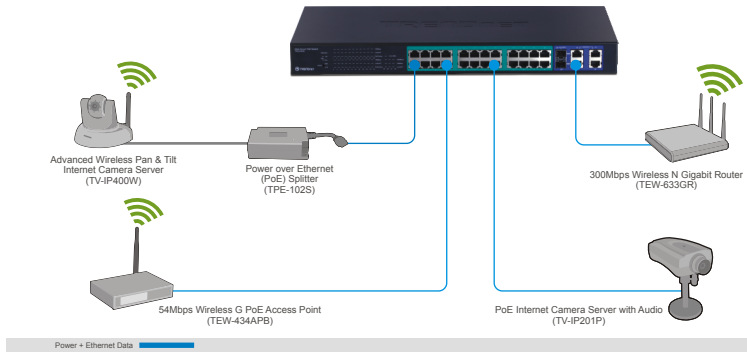 TRENDNET
Advanced Wireless Pan & Tilt
Internet Camera Server
(TV-IP400W)
Power over Ethernet
(PoE) Splitter
(TPE-102S)
300Mbps Wireless N Gigabit Router
(TEW-633GR)
54Mbps Wireless G PoE Access Point
(TEW-434APB)
PoE Internet Camera Server with Audio
(TV-IP201P)
Power + Ethernet Data